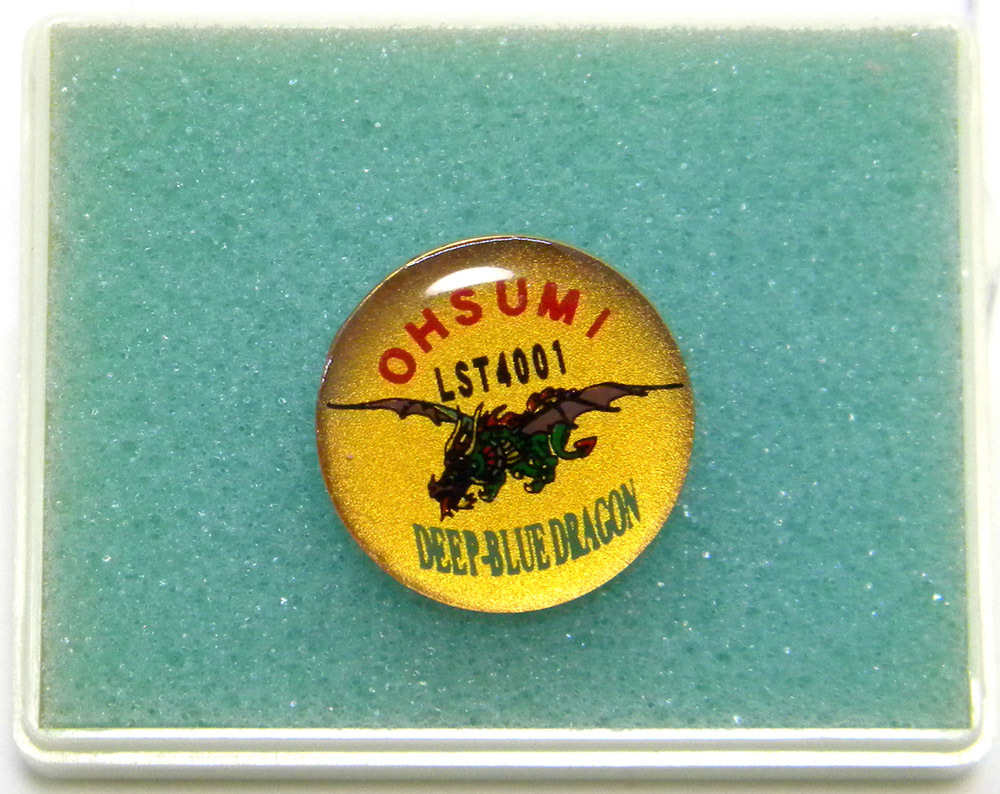 OHSUMI
LST4001
DEEP-BLUE DRAGON